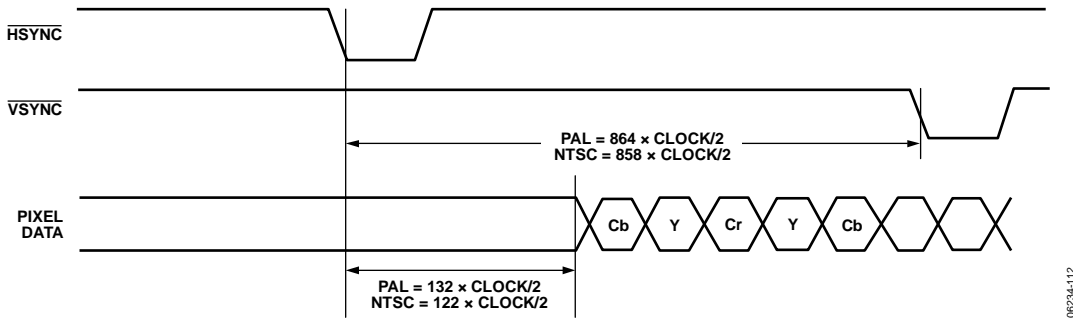 HSYNC
VSYNC
PAL = 864 × CLOCK/2
NTSC = 858 × CLOCK/2
PIXEL
DATA
Cb Y Cr Y Cb
PAL = 132 × CLOCK/2
NTSC = 122 × CLOCK/2
06234-112